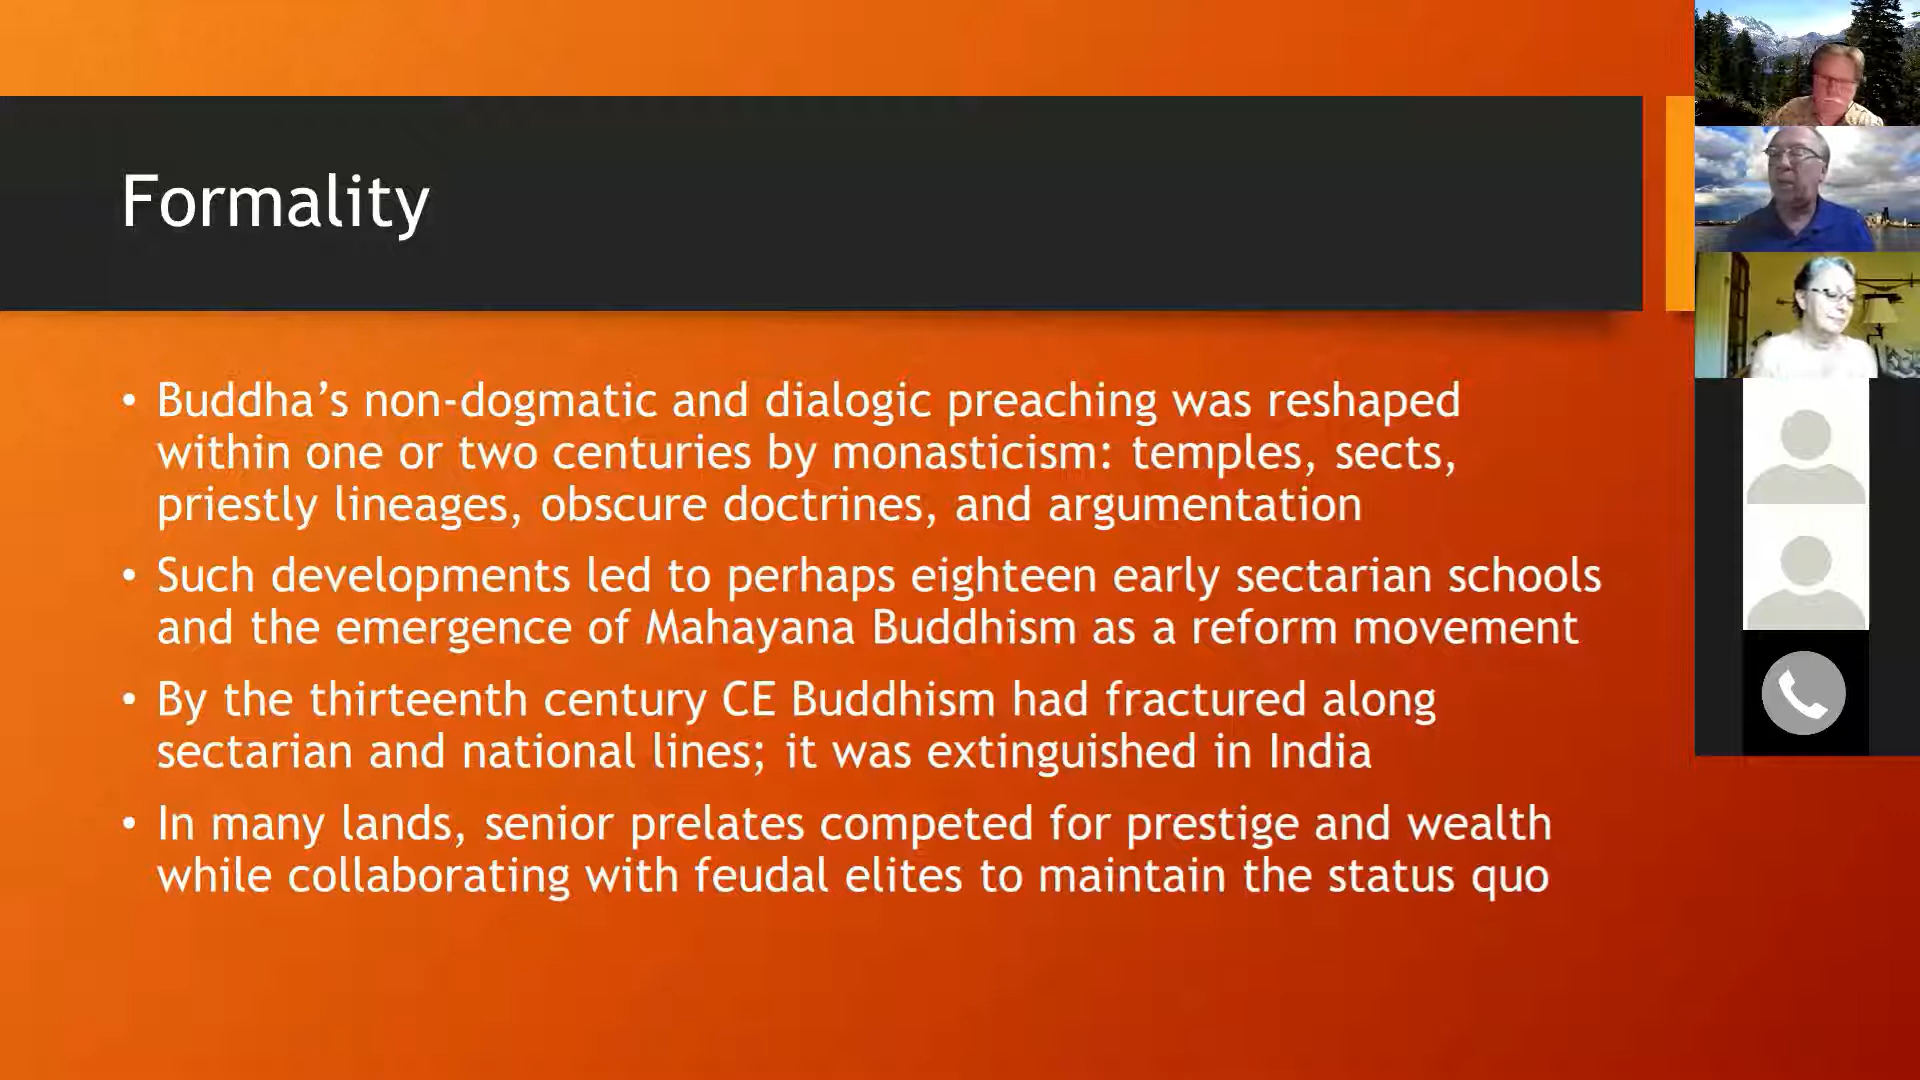 Formality
• Buddha’s non-dogmatic and dialogic preaching was reshaped
within one or two centuries by monasticism: temples, sects,
priestly lineages, obscure doctrines, and argumentation
• Such developments led to perhaps eighteen early sectarian schools
and the emergence of Mahayana Buddhism as a reform movement
• By the thirteenth century CE Buddhism had fractured along
sectarian and national lines; it was extinguished in India
• In many lands, senior prelates competed for prestige and wealth
while collaborating with feudal elites to maintain the status quo